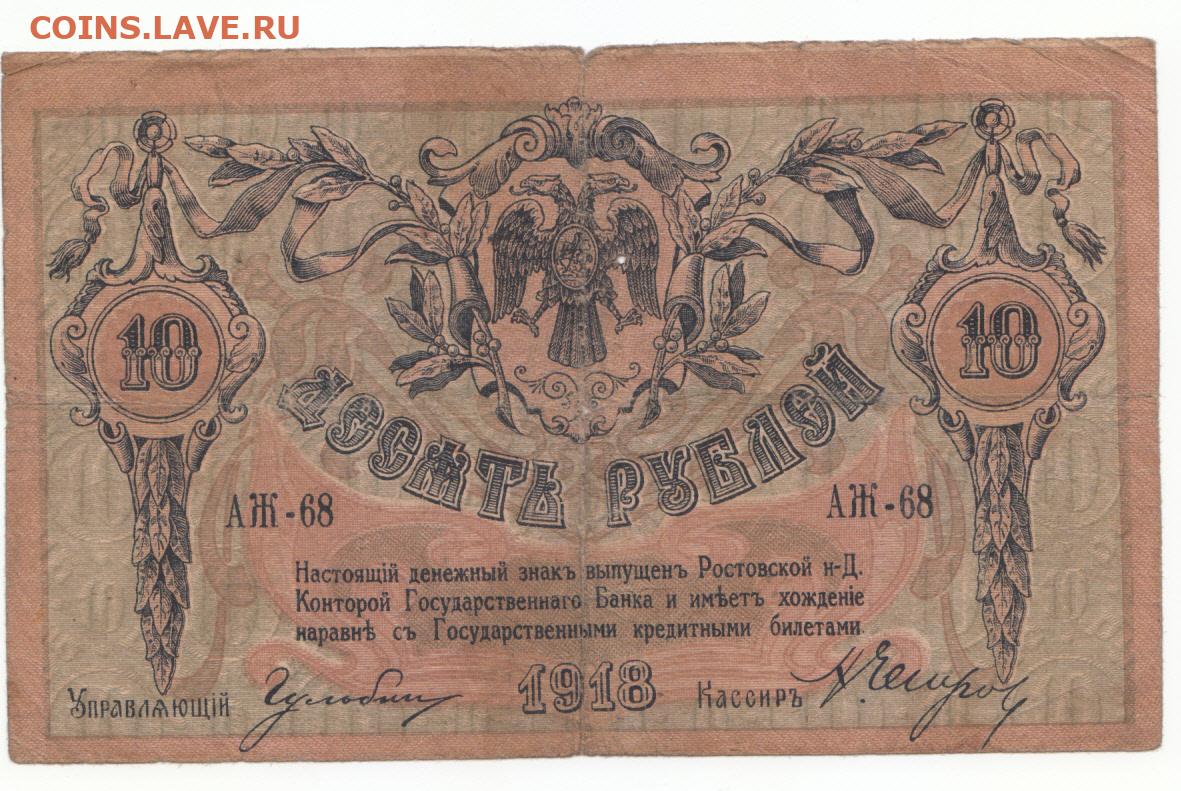 COINS.LAVE.RU
10
10
ДЕСЯТЬ РУБЛЕЙ
АЖ-68
АЖ-68
Настоящій денежный знакъ выпущенъ Ростовской н-Д.
Конторой Государственнаго Банка и имѣетъ хожденіе
наравнѣ съ Государственными кредитными билетами.
Управляющій
Гульбин
1918
Кассиръ